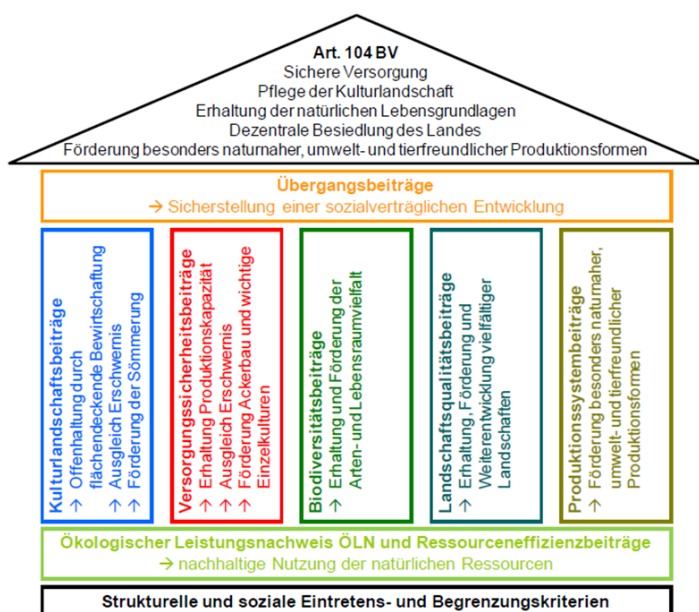 Art. 104 BV
Sichere Versorgung
Pflege der Kulturlandschaft
Erhaltung der natürlichen Lebensgrundlagen
Dezentrale Besiedlung des Landes
Förderung besonders naturnaher, umwelt- und tierfreundlicher Produktionsformen
Übergangsbeiträge
→ Sicherstellung einer sozialverträglichen Entwicklung
Kulturlandschaftsbeiträge
→ Offenhaltung durch
flächendeckende Bewirtschaftung
→ Ausgleich Erschwernis
→ Förderung der Sömmerung
Versorgungssicherheitsbeiträge
→ Erhaltung Produktionskapazität
→ Ausgleich Erschwernis
→ Förderung Ackerbau und wichtige
Einzelkulturen
Biodiversitätsbeiträge
→ Erhaltung und Förderung der
Arten- und Lebensraumvielfalt
Landschaftsqualitätsbeiträge
→ Erhaltung, Förderung und
Weiterentwicklung vielfältiger
Landschaften
Produktionssystembeiträge
→ Förderung besonders naturnaher,
umwelt- und tierfreundlicher
Produktionsformen
Ökologischer Leistungsnachweis ÖLN und Ressourceneffizienzbeiträge
→ nachhaltige Nutzung der natürlichen Ressourcen
Strukturelle und soziale Eintretens- und Begrenzungskriterien